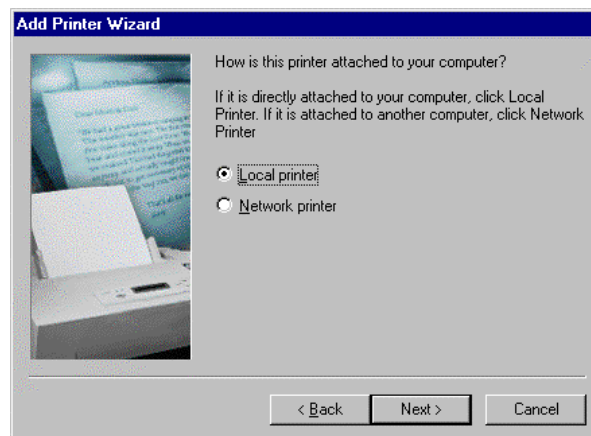 Add Printer Wizard
How is this printer attached to your computer?
If it is directly attached to your computer, click Local
Printer. If it is attached to another computer, click Network
Printer
Local printer
Network printer
< Back
Next >
Cancel